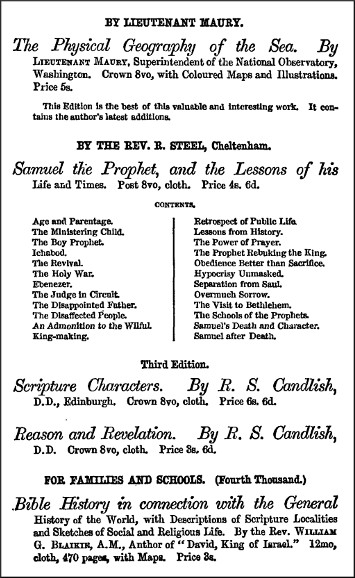 BY LIEUTENANT MAURY.
The Physical Geography of the Sea. By
LIEUTENANT MAURY, Superintendent of the National Observatory,
Washington. Crown 8vo, with Coloured Maps and Illustrations.
Price 5s.
This Edition is the best of this valuable and interesting work. It con-
tains the author's latest additions.
BY THE REV. R. STEEL, Cheltenham.
Samuel the Prophet, and the Lessons of his
Life and Times. Post 8vo, cloth. Price 4s. 6d.
CONTENTS.
Age and Parentage.
The Ministering Child.
The Boy Prophet.
Ichabod.
The Revival.
The Holy War.
Ebenezer.
The Judge in Circuit.
The Disappointed Father.
The Disaffected People.
An Admonition to the Wilful.
King-making.
Retrospect of Public Life.
Lessons from History.
The Power of Prayer.
The Prophet Rebuking the King.
Obedience Better than Sacrifice.
Hypocrisy Unmasked.
Separation from Saul.
Overmuch Sorrow.
The Visit to Bethlehem.
The Schools of the Prophets.
Samuel's Death and Character.
Samuel after Death.
Third Edition.
Scripture Characters. By R. S. Candlish,
D.D., Edinburgh. Crown 8vo, cloth. Price 6s. 6d.
Reason and Revelation. By R. S. Candlish,
D.D. Crown 8vo, cloth. Price 3s. 6d.
FOR FAMILIES AND SCHOOLS. (Fourth Thousand.)
Bible History in connection with the General
History of the World, with Descriptions of Scripture Localities
and Sketches of Social and Religious Life. By the Rev. WILLIAM
G. BLAIKIE, A.M., Author of "David, King of Israel." 12mo,
cloth, 470 pages, with Maps. Price 3s.